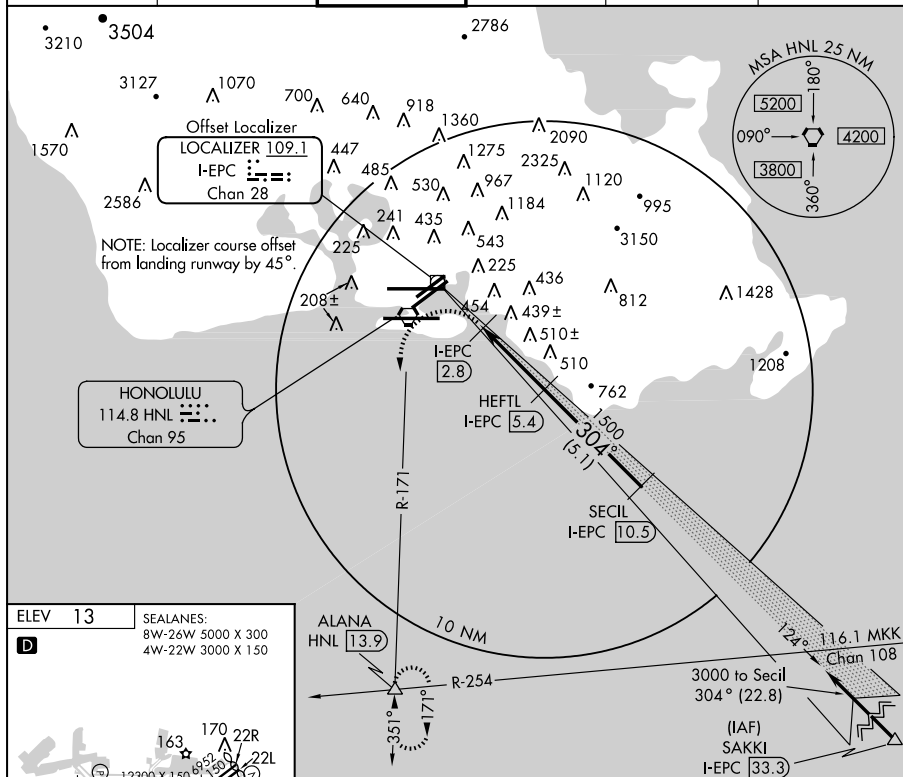 3210
3504
2786
3127
1070
700
640
918
1360
2090
1570
2586
447
485
1275
2325
530
967
1120
1184
995
3150
225
241
435
543
225
436
812
1428
208±
454
439±
510±
510
762
1208
Offset Localizer
LOCALIZER 109.1
I-EPC
Chan 28
NOTE: Localizer course offset
from landing runway by 45°.
MSA HNL 25 NM
180°
5200
090°
4200
3800
360°
HONOLULU
114.8 HNL
Chan 95
I-EPC
2.8
HEFTL
I-EPC 5.4
1500
304°
(5.1)
SECIL
I-EPC 10.5
R-171
10 NM
ALANA
HNL 13.9
R-254
351°
171°
124°
116.1 MKK
Chan 108
3000 to Secil
304° (22.8)
(IAF)
SAKKI
I-EPC 33.3
ELEV 13
D
SEALANES:
8W-26W 5000 X 300
4W-22W 3000 X 150
163
170
22R
22L
6952
150
P
12300 X 150